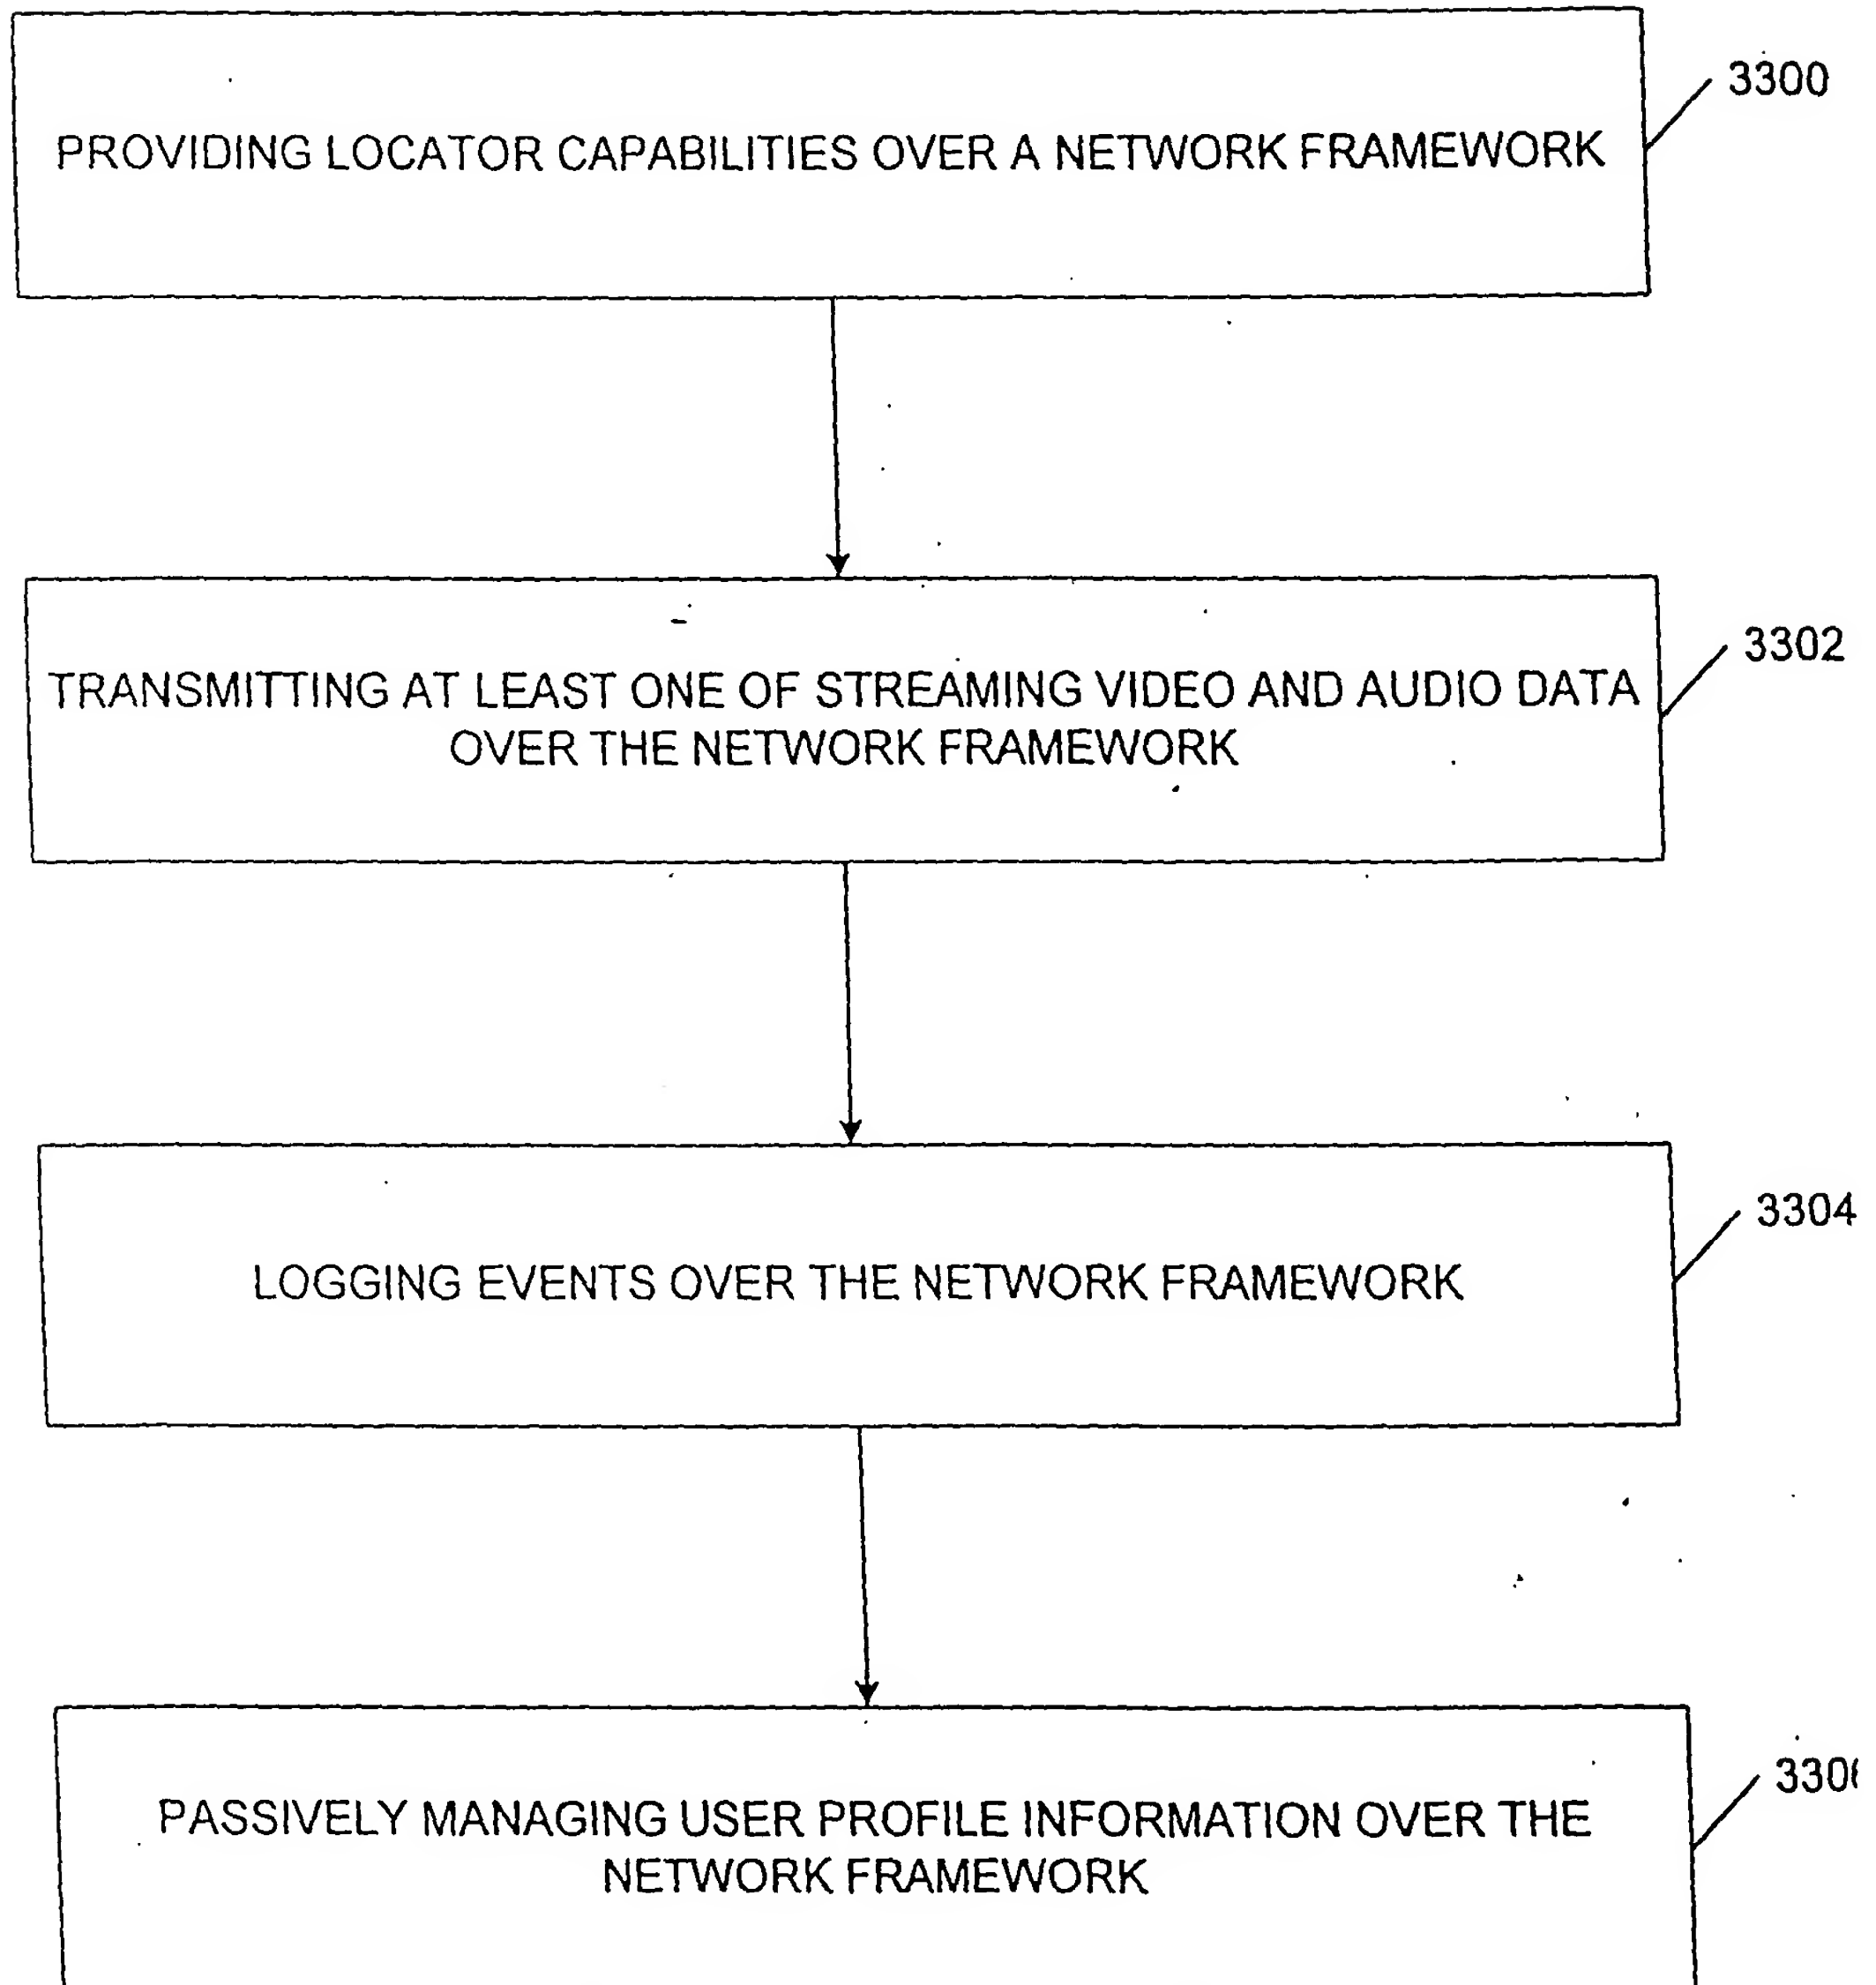 3300
PROVIDING LOCATOR CAPABILITIES OVER A NETWORK FRAMEWORK
3302
TRANSMITTING AT LEAST ONE OF STREAMING VIDEO AND AUDIO DATA
OVER THE NETWORK FRAMEWORK
3304
LOGGING EVENTS OVER THE NETWORK FRAMEWORK
PASSIVELY MANAGING USER PROFILE INFORMATION OVER THE
NETWORK FRAMEWORK